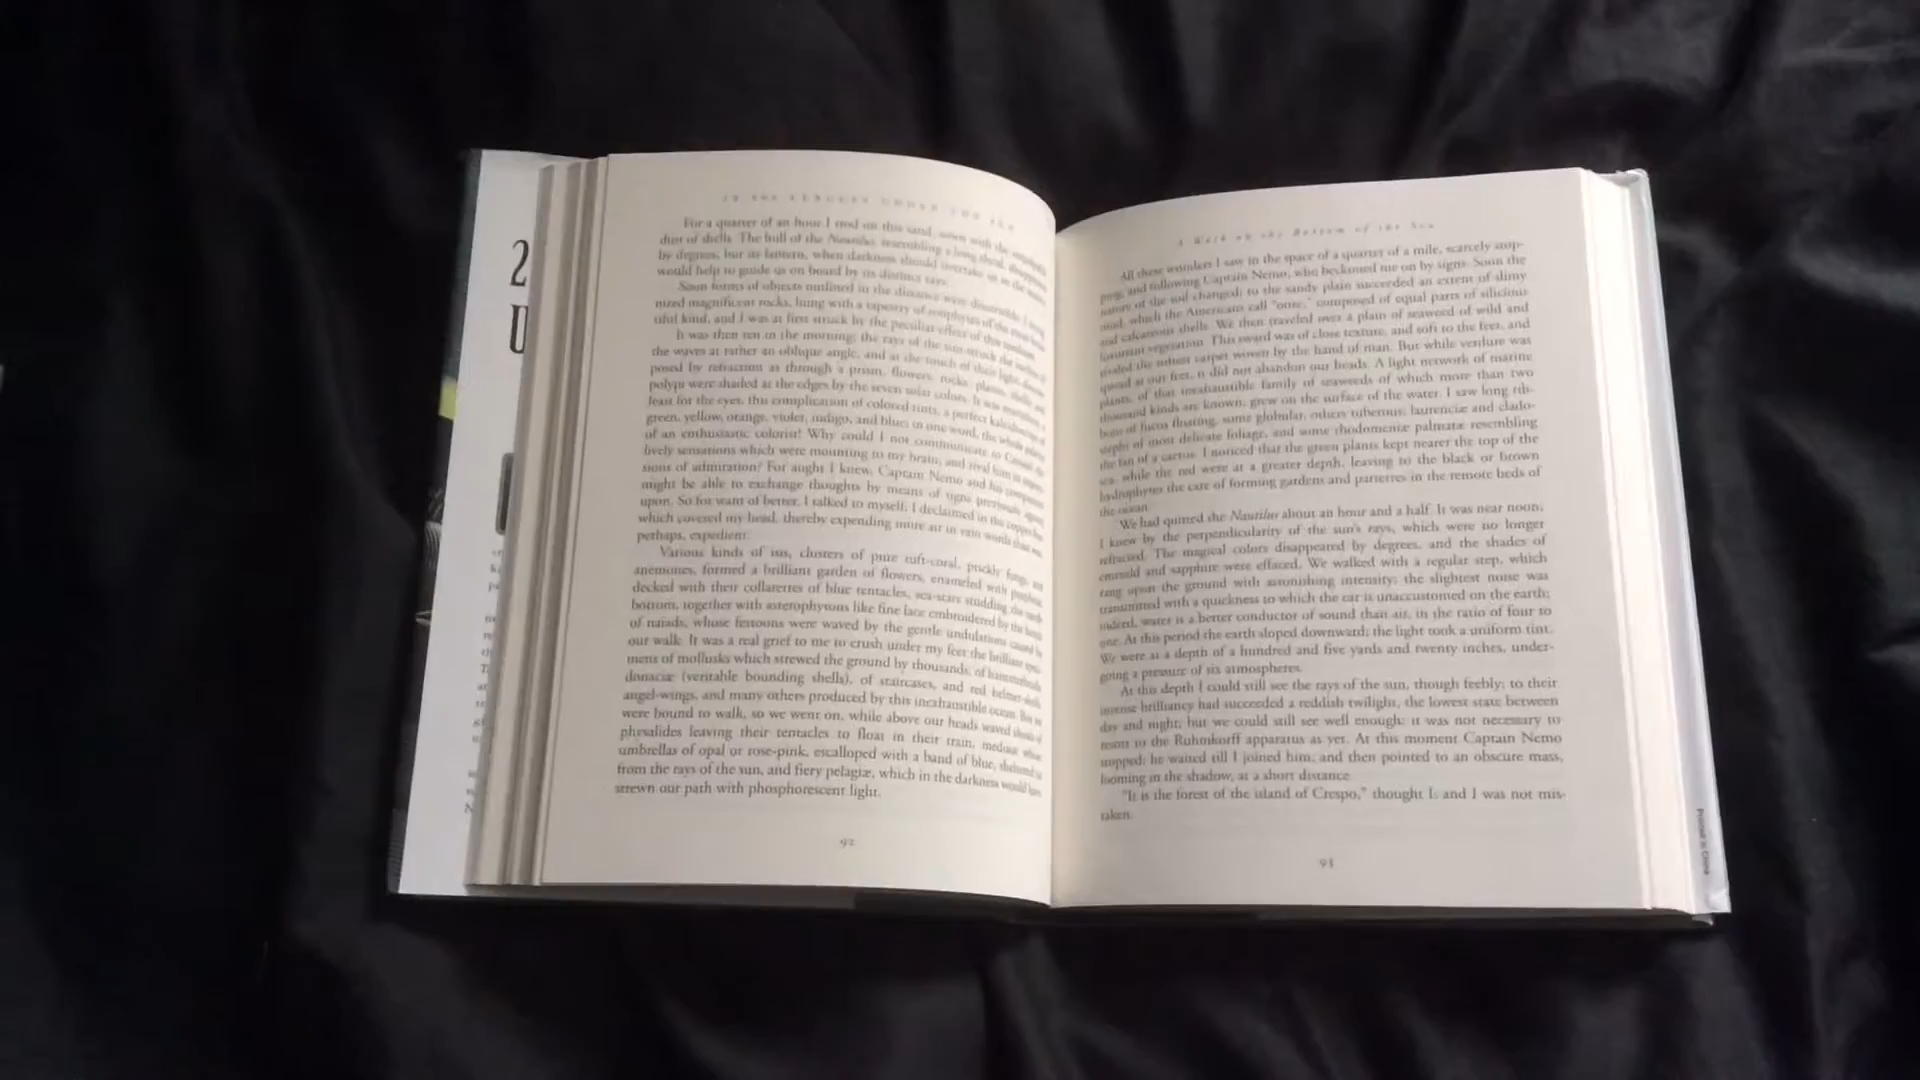 2
U
For a quarter of an hour I trod on this sand, sown with the
dust of shells. The hull of the Nautilus, resembling a long shoal, disappeared
by degrees, but its lantern, when darkness should overtake us in the
would help to guide us on board by its distinct rays.
Soon forms of objects outlined in the distance were discernible. I
nized magnificent rocks, hung with a tapestry of zoophytes of the most
tiful kind, and I was at first struck by the peculiar effect of this medium.
It was then ten in the morning; the rays of the sun struck the surface of
the waves at rather an oblique angle, and at the touch of their light,
posed by refraction as through a prism, flowers, rocks, plants, shells, and
polypi were shaded at the edges by the seven solar colors. It was
feast for the eyes, this complication of colored tints, a perfect kaleidoscope of
green, yellow, orange, violet, indigo, and blue; in one word, the whole
of an enthusiastic colorist! Why could I not communicate to Conseil the
lively sensations which were mounting to my brain, and rival him in
sions of admiration? For aught I knew, Captain Nemo and his companion
might be able to exchange thoughts by means of signs previously agreed
upon. So for want of better, I talked to myself; I declaimed in the copper
which covered my head, thereby expending more air in vain words than was,
perhaps, expedient.
Various kinds of isis, clusters of pure tuft-coral, prickly fungi, and
anemones, formed a brilliant garden of flowers, enameled with
decked with their collarettes of blue tentacles, sea-stars studding the sandy
bottom, together with asterophytons like fine lace embroidered by the hands
of naiads, whose festoons were waved by the gentle undulations caused by
our walk. It was a real grief to me to crush under my feet the brilliant
mens of mollusks which strewed the ground by thousands, of hammerheads,
donaciæ (veritable bounding shells), of staircases, and red helmet-shells,
angel-wings, and many others produced by this inexhaustible ocean. But we
were bound to walk, so we went on, while above our heads waved
physalides leaving their tentacles to float in their train, medusæ whose
umbrellas of opal or rose-pink, escalloped with a band of blue, sheltered us
from the rays of the sun, and fiery pelagiæ, which in the darkness would have
strewn our path with phosphorescent light.
92
A Walk on the Bottom of the Sea
All these wonders I saw in the space of a quarter of a mile, scarcely stop-
ping, and following Captain Nemo, who beckoned me on by signs. Soon the
nature of the soil changed; to the sandy plain succeeded an extent of slimy
mud, which the Americans call "ooze," composed of equal parts of silicious
and calcareous shells. We then traveled over a plain of seaweed of wild and
luxuriant vegetation. This sward was of close texture, and soft to the feet, and
rivaled the softest carpet woven by the hand of man. But while verdure was
spread at our feet, it did not abandon our heads. A light network of marine
plants, of that inexhaustible family of seaweeds of which more than two
thousand kinds are known, grew on the surface of the water. I saw long rib-
bons of fucus floating, some globular, others tuberous; laurenciæ and clado-
stephi of most delicate foliage, and some rhodomeniæ palmatæ resembling
the fan of a cactus. I noticed that the green plants kept nearer the top of the
sea, while the red were at a greater depth, leaving to the black or brown
hydrophytes the care of forming gardens and parterres in the remote beds of
the ocean.
We had quitted the Nautilus about an hour and a half. It was near noon;
I knew by the perpendicularity of the sun's rays, which were no longer
refracted. The magical colors disappeared by degrees, and the shades of
emerald and sapphire were effaced. We walked with a regular step, which
rang upon the ground with astonishing intensity; the slightest noise was
transmitted with a quickness to which the ear is unaccustomed on the earth;
indeed, water is a better conductor of sound than air, in the ratio of four to
one. At this period the earth sloped downward; the light took a uniform tint.
We were at a depth of a hundred and five yards and twenty inches, under-
going a pressure of six atmospheres.
At this depth I could still see the rays of the sun, though feebly; to their
intense brilliancy had succeeded a reddish twilight, the lowest state between
day and night; but we could still see well enough; it was not necessary to
resort to the Ruhmkorff apparatus as yet. At this moment Captain Nemo
stopped; he waited till I joined him, and then pointed to an obscure mass,
looming in the shadow, at a short distance.
"It is the forest of the island of Crespo," thought I; and I was not mis-
taken.
93
Printed in China